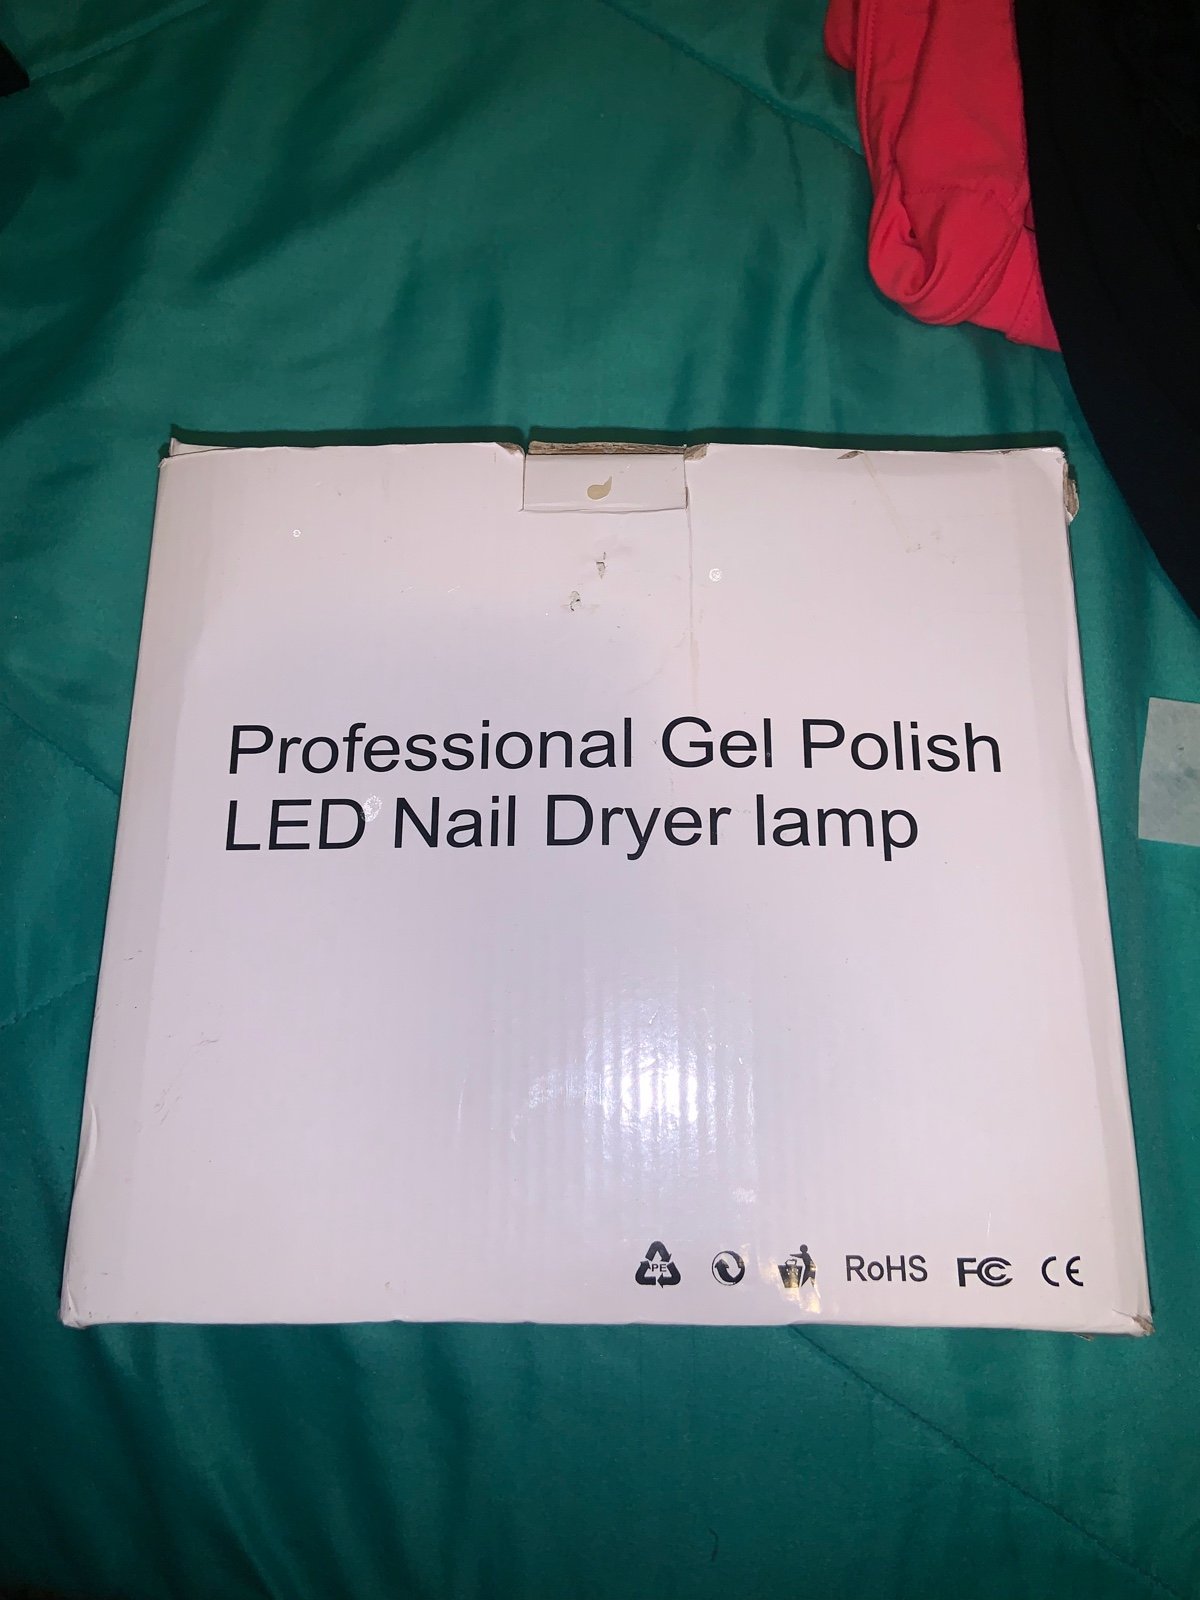 Professional Gel Polish
LED Nail Dryer lamp
PE RoHS FC CE